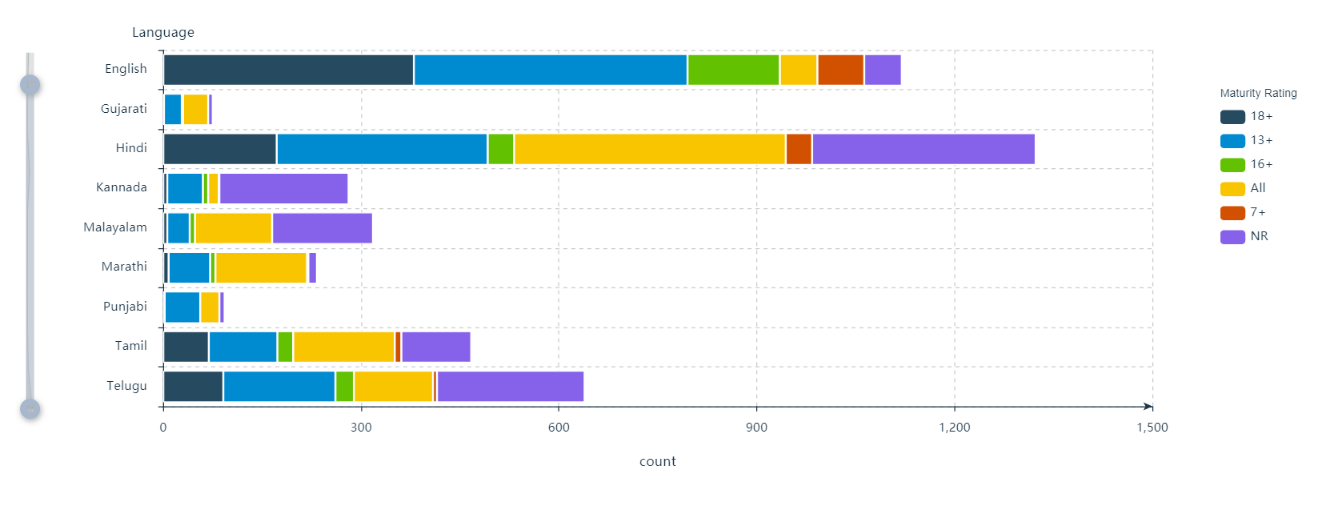 Language
English
Gujarati
Hindi
Kannada
Malayalam
Marathi
Punjabi
Tamil
Telugu
0 300 600 900 1,200 1,500
count
Maturity Rating
18+
13+
16+
All
7+
NR